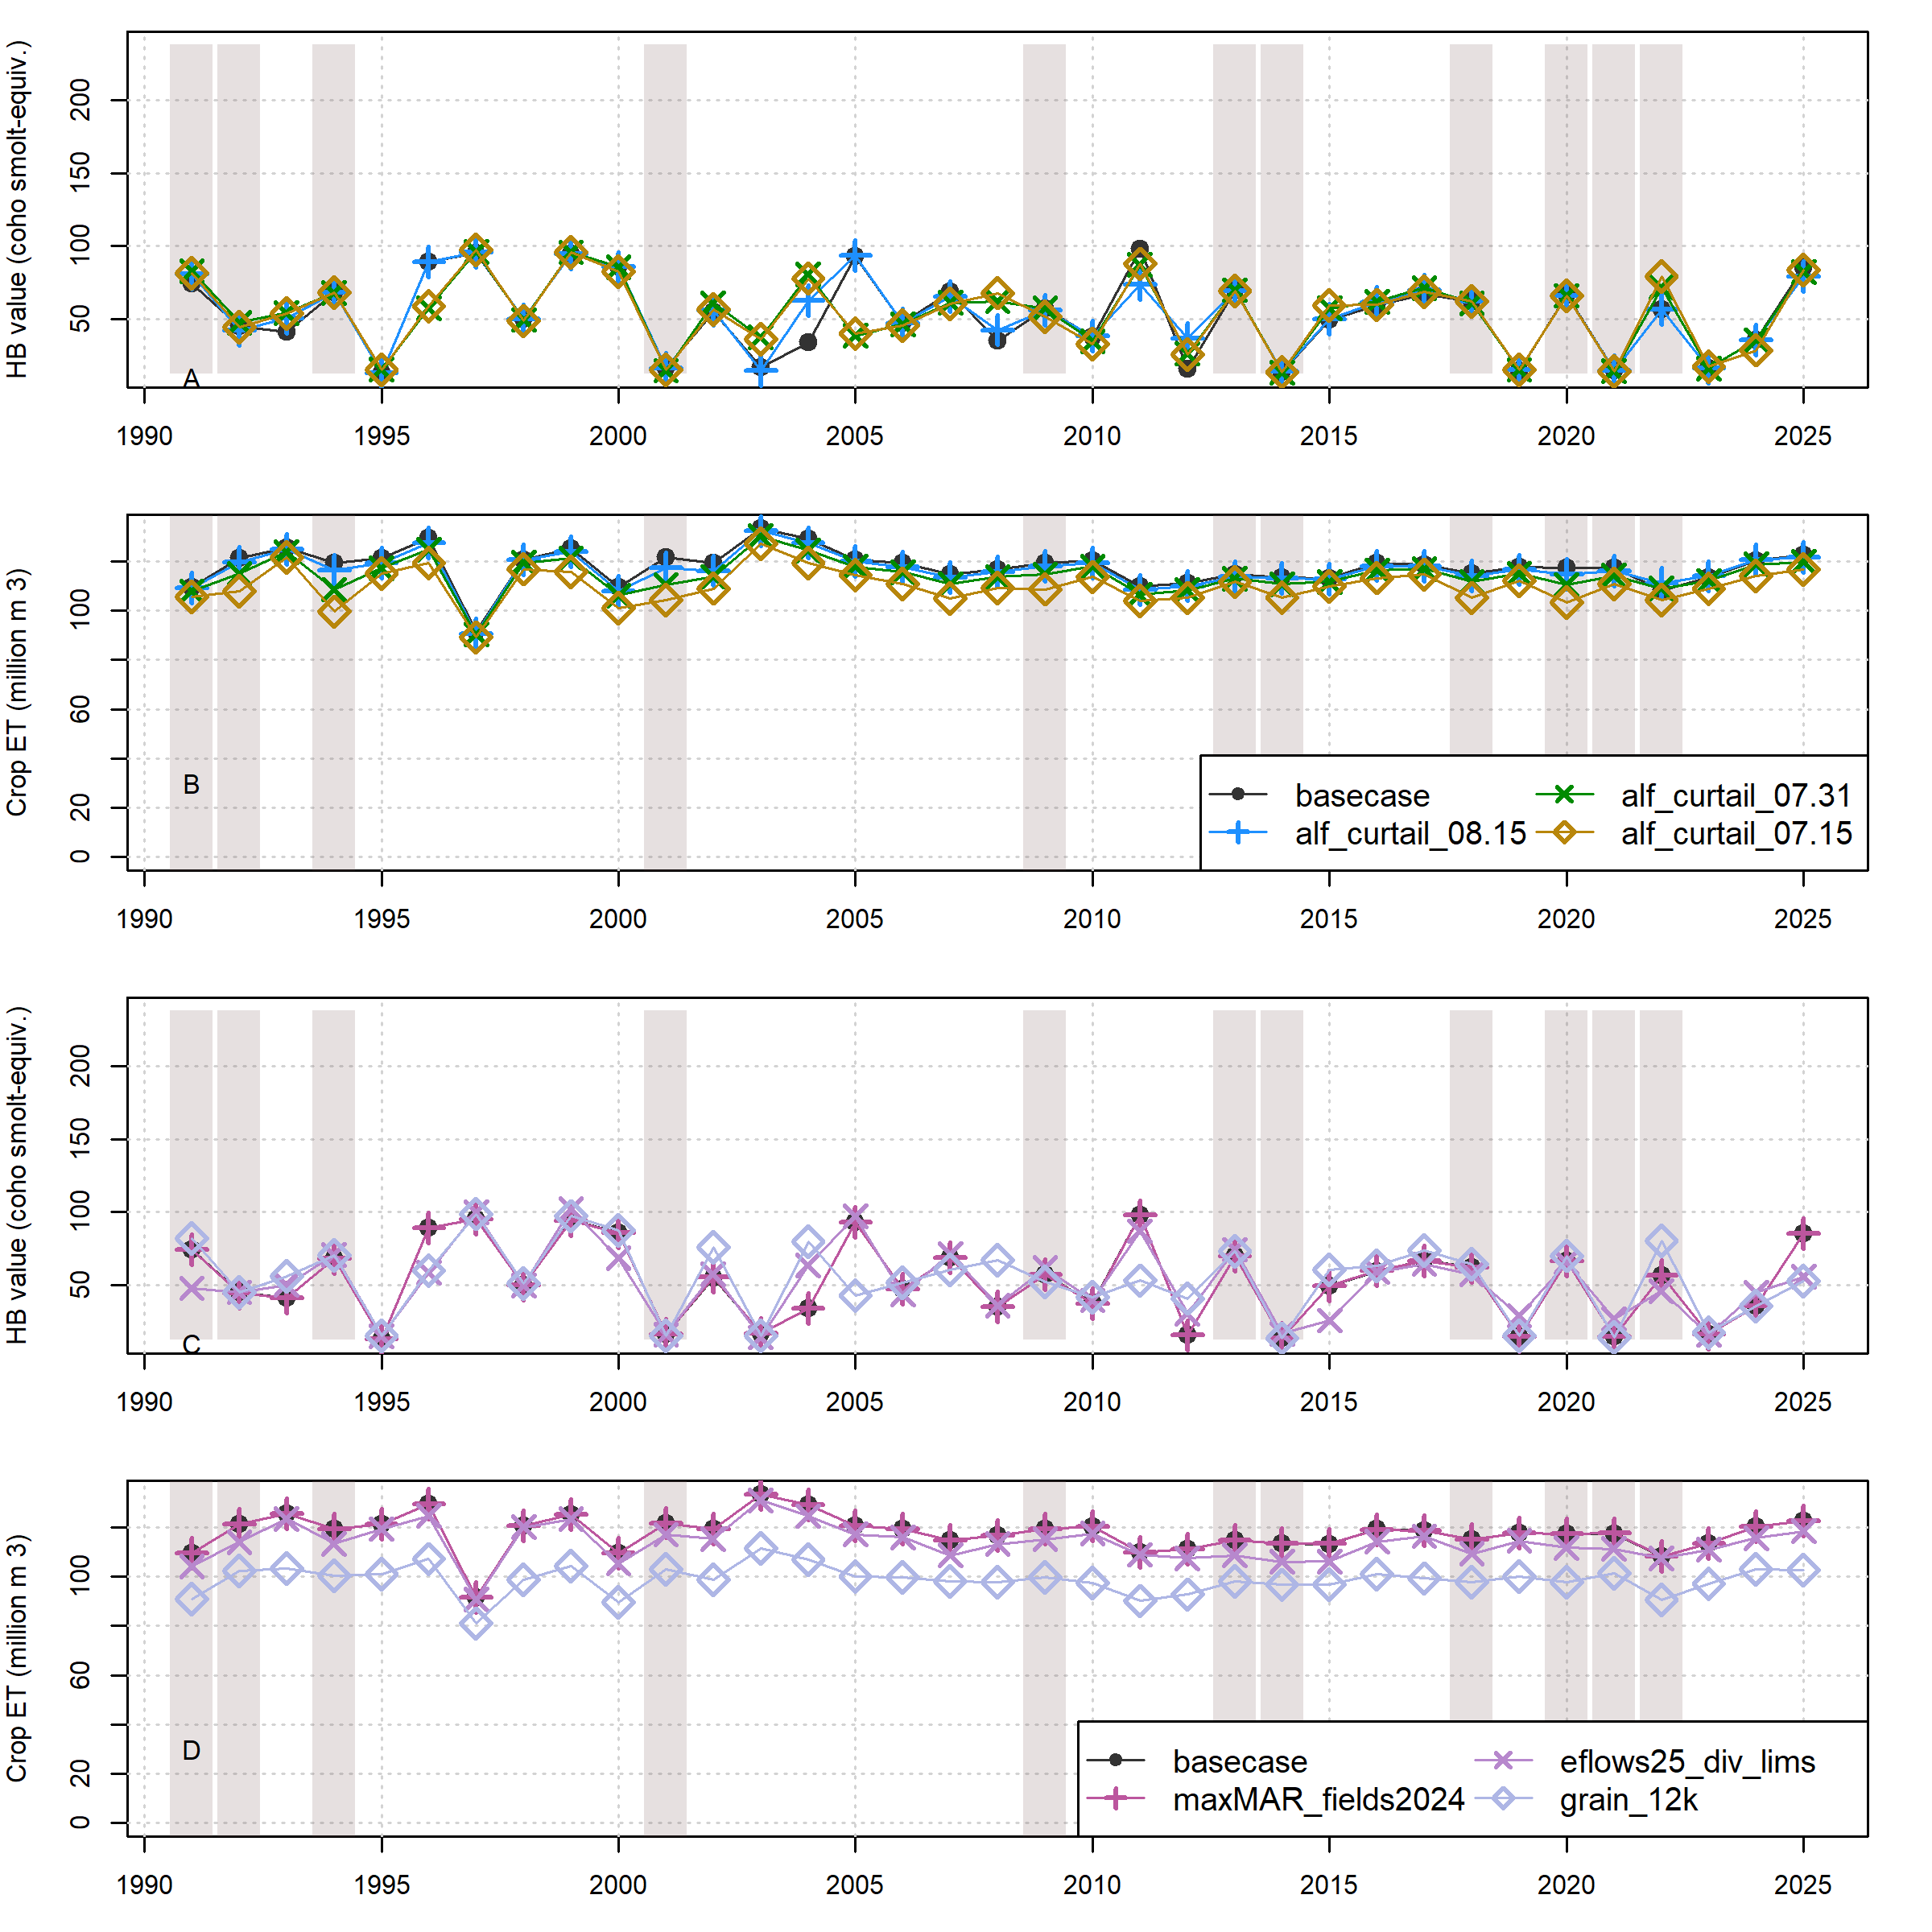 HB value (coho smolt-equiv.)
200
150
100
50
A
1990 1995 2000 2005 2010 2015 2020 2025
Crop ET (million m 3)
100
60
20
0
B
basecase
alf_curtail_07.31
alf_curtail_08.15
alf_curtail_07.15
1990 1995 2000 2005 2010 2015 2020 2025
HB value (coho smolt-equiv.)
200
150
100
50
C
1990 1995 2000 2005 2010 2015 2020 2025
Crop ET (million m 3)
100
60
20
0
D
basecase
eflows25_div_lims
maxMAR_fields2024
grain_12k
1990 1995 2000 2005 2010 2015 2020 2025